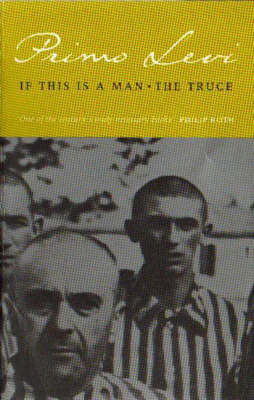 Primo Levi
IF THIS IS A MAN • THE TRUCE
One of the century's truly necessary books PHILIP ROTH